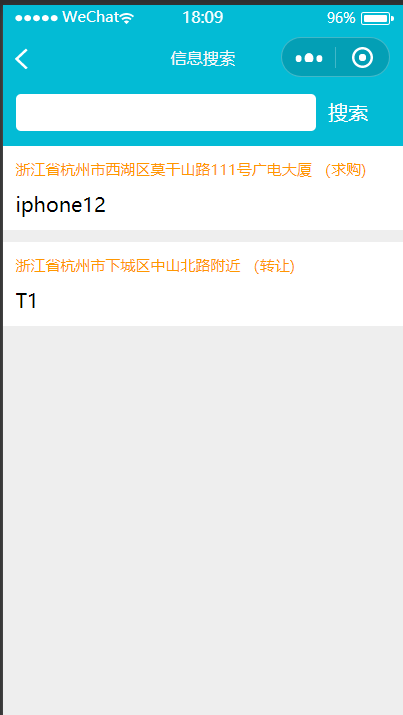 WeChat 18:09 96%
信息搜索
搜索
浙江省杭州市西湖区莫干山路111号广电大厦 (求购)
iphone12
浙江省杭州市下城区中山北路附近 (转让)
T1